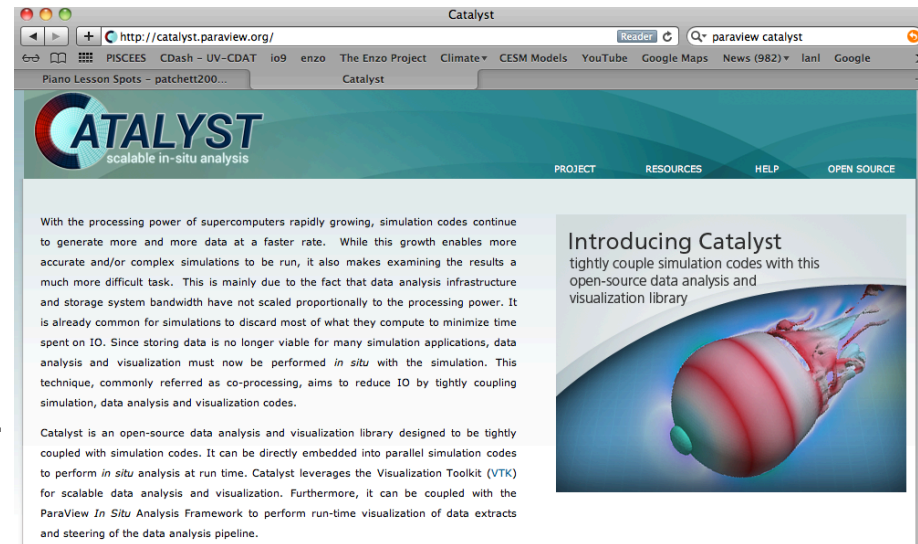 Catalyst
http://catalyst.paraview.org/
Reader
paraview catalyst
PISCEES CDash – UV-CDAT io9 enzo The Enzo Project Climate CESM Models YouTube Google Maps News (982) lanl Google
Piano Lesson Spots – patchett200...
Catalyst
CATALYST
scalable in-situ analysis
PROJECT RESOURCES HELP OPEN SOURCE
With the processing power of supercomputers rapidly growing, simulation codes continue
to generate more and more data at a faster rate. While this growth enables more
accurate and/or complex simulations to be run, it also makes examining the results a
much more difficult task. This is mainly due to the fact that data analysis infrastructure
and storage system bandwidth have not scaled proportionally to the processing power. It
is already common for simulations to discard most of what they compute to minimize time
spent on IO. Since storing data is no longer viable for many simulation applications, data
analysis and visualization must now be performed in situ with the simulation. This
technique, commonly referred as co-processing, aims to reduce IO by tightly coupling
simulation, data analysis and visualization codes.
Catalyst is an open-source data analysis and visualization library designed to be tightly
coupled with simulation codes. It can be directly embedded into parallel simulation codes
to perform in situ analysis at run time. Catalyst leverages the Visualization Toolkit (VTK)
for scalable data analysis and visualization. Furthermore, it can be coupled with the
ParaView In Situ Analysis Framework to perform run-time visualization of data extracts
and steering of the data analysis pipeline.
Introducing Catalyst
tightly couple simulation codes with this
open-source data analysis and
visualization library